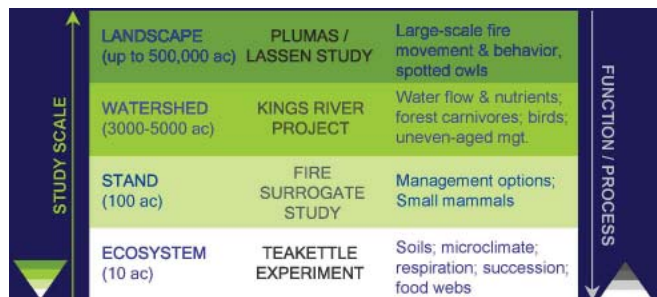 STUDY SCALE
LANDSCAPE
(up to 500,000 ac)
PLUMAS /
LASSEN STUDY
Large-scale fire
movement & behavior,
spotted owls
WATERSHED
(3000-5000 ac)
KINGS RIVER
PROJECT
Water flow & nutrients;
forest carnivores; birds;
uneven-aged mgt.
STAND
(100 ac)
FIRE
SURROGATE
STUDY
Management options;
Small mammals
ECOSYSTEM
(10 ac)
TEAKETTLE
EXPERIMENT
Soils; microclimate;
respiration; succession;
food webs
FUNCTION / PROCESS